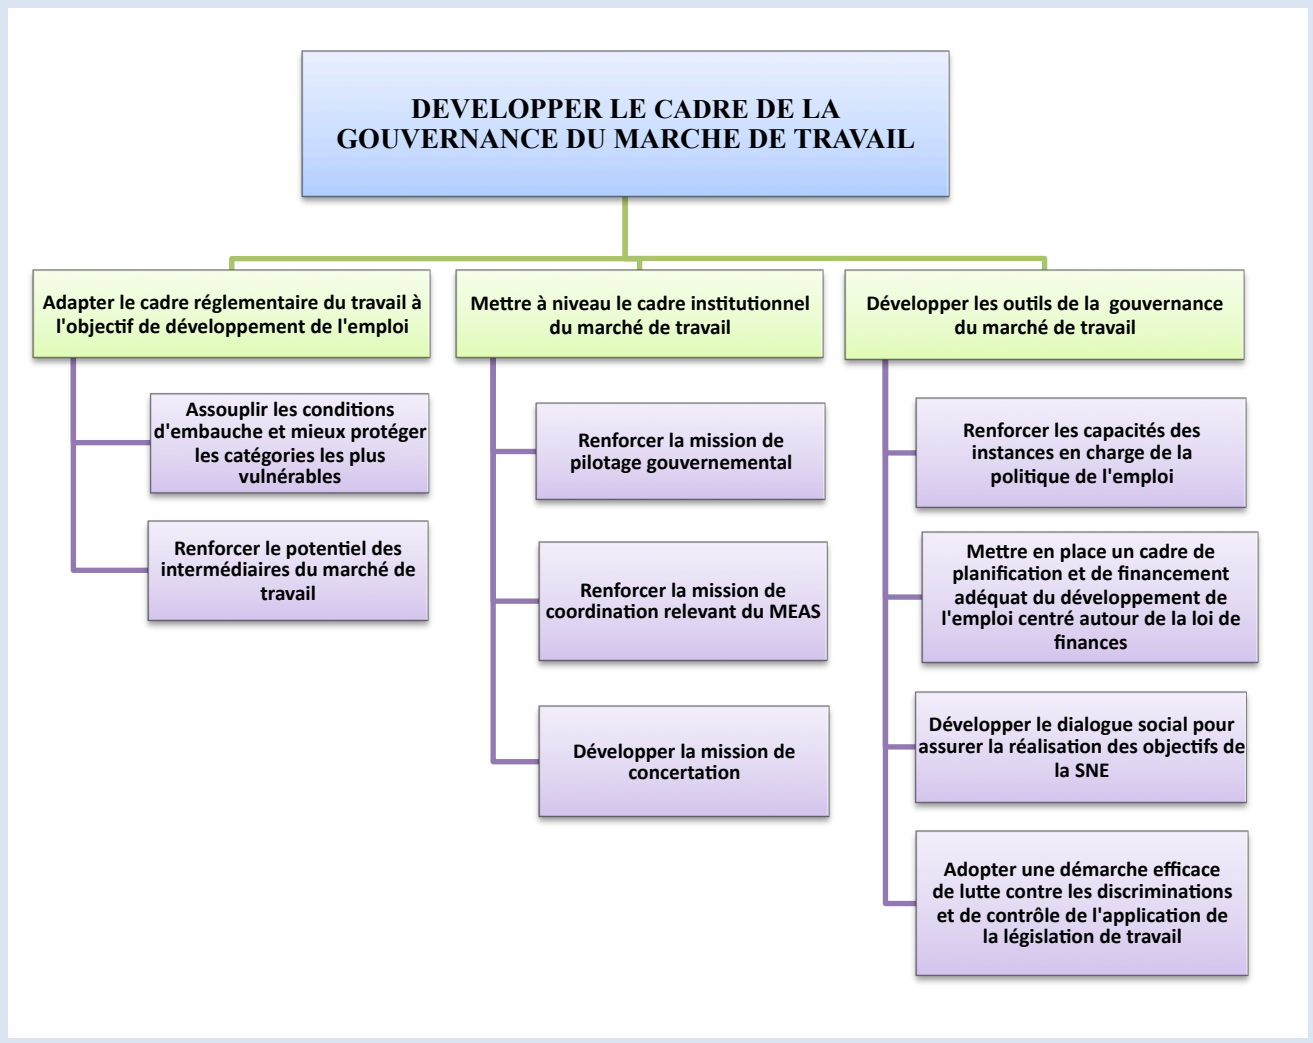 DEVELOPPER LE CADRE DE LA
GOUVERNANCE DU MARCHE DE TRAVAIL
Adapter le cadre réglementaire du travail à
l'objectif de développement de l'emploi
Assouplir les conditions
d'embauche et mieux protéger
les catégories les plus
vulnérables
Renforcer le potentiel des
intermédiaires du marché de
travail
Mettre à niveau le cadre institutionnel
du marché de travail
Renforcer la mission de
pilotage gouvernemental
Renforcer la mission de
coordination relevant du MEAS
Développer la mission de
concertation
Développer les outils de la gouvernance
du marché de travail
Renforcer les capacités des
instances en charge de la
politique de l'emploi
Mettre en place un cadre de
planification et de financement
adéquat du développement de
l'emploi centré autour de la loi de
finances
Développer le dialogue social pour
assurer la réalisation des objectifs de
la SNE
Adopter une démarche efficace
de lutte contre les discriminations
et de contrôle de l'application de
la législation de travail